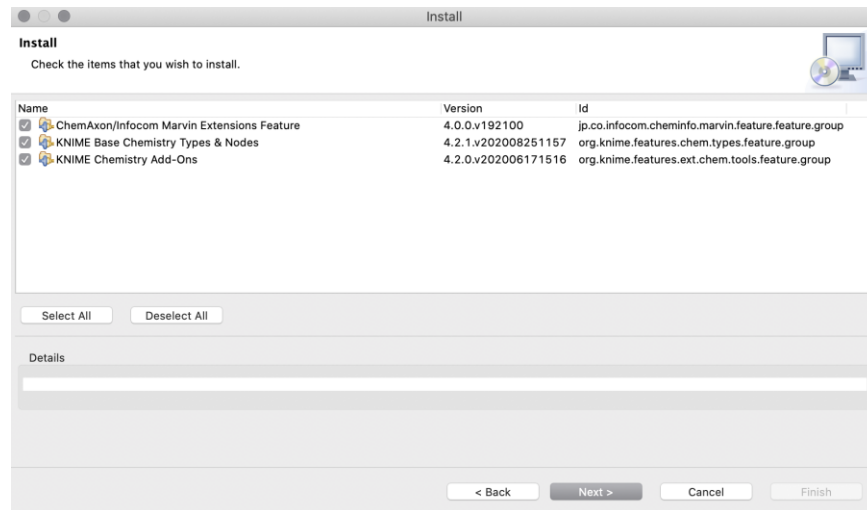 Install
Install
Check the items that you wish to install.
Name Version Id
ChemAxon/Infocom Marvin Extensions Feature 4.0.0.v192100 jp.co.infocom.cheminfo.marvin.feature.feature.group
KNIME Base Chemistry Types & Nodes 4.2.1.v202008251157 org.knime.features.chem.types.feature.group
KNIME Chemistry Add-Ons 4.2.0.v202006171516 org.knime.features.ext.chem.tools.feature.group
Select All Deselect All
Details
< Back Next > Cancel Finish